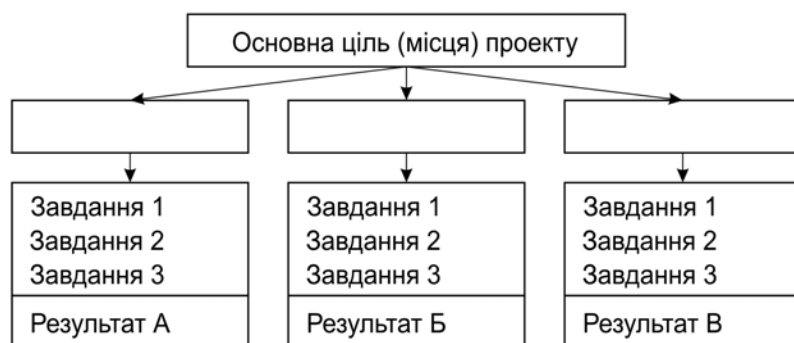 Основна ціль (місця) проекту
Завдання 1
Завдання 2
Завдання 3
Результат А
Завдання 1
Завдання 2
Завдання 3
Результат Б
Завдання 1
Завдання 2
Завдання 3
Результат В